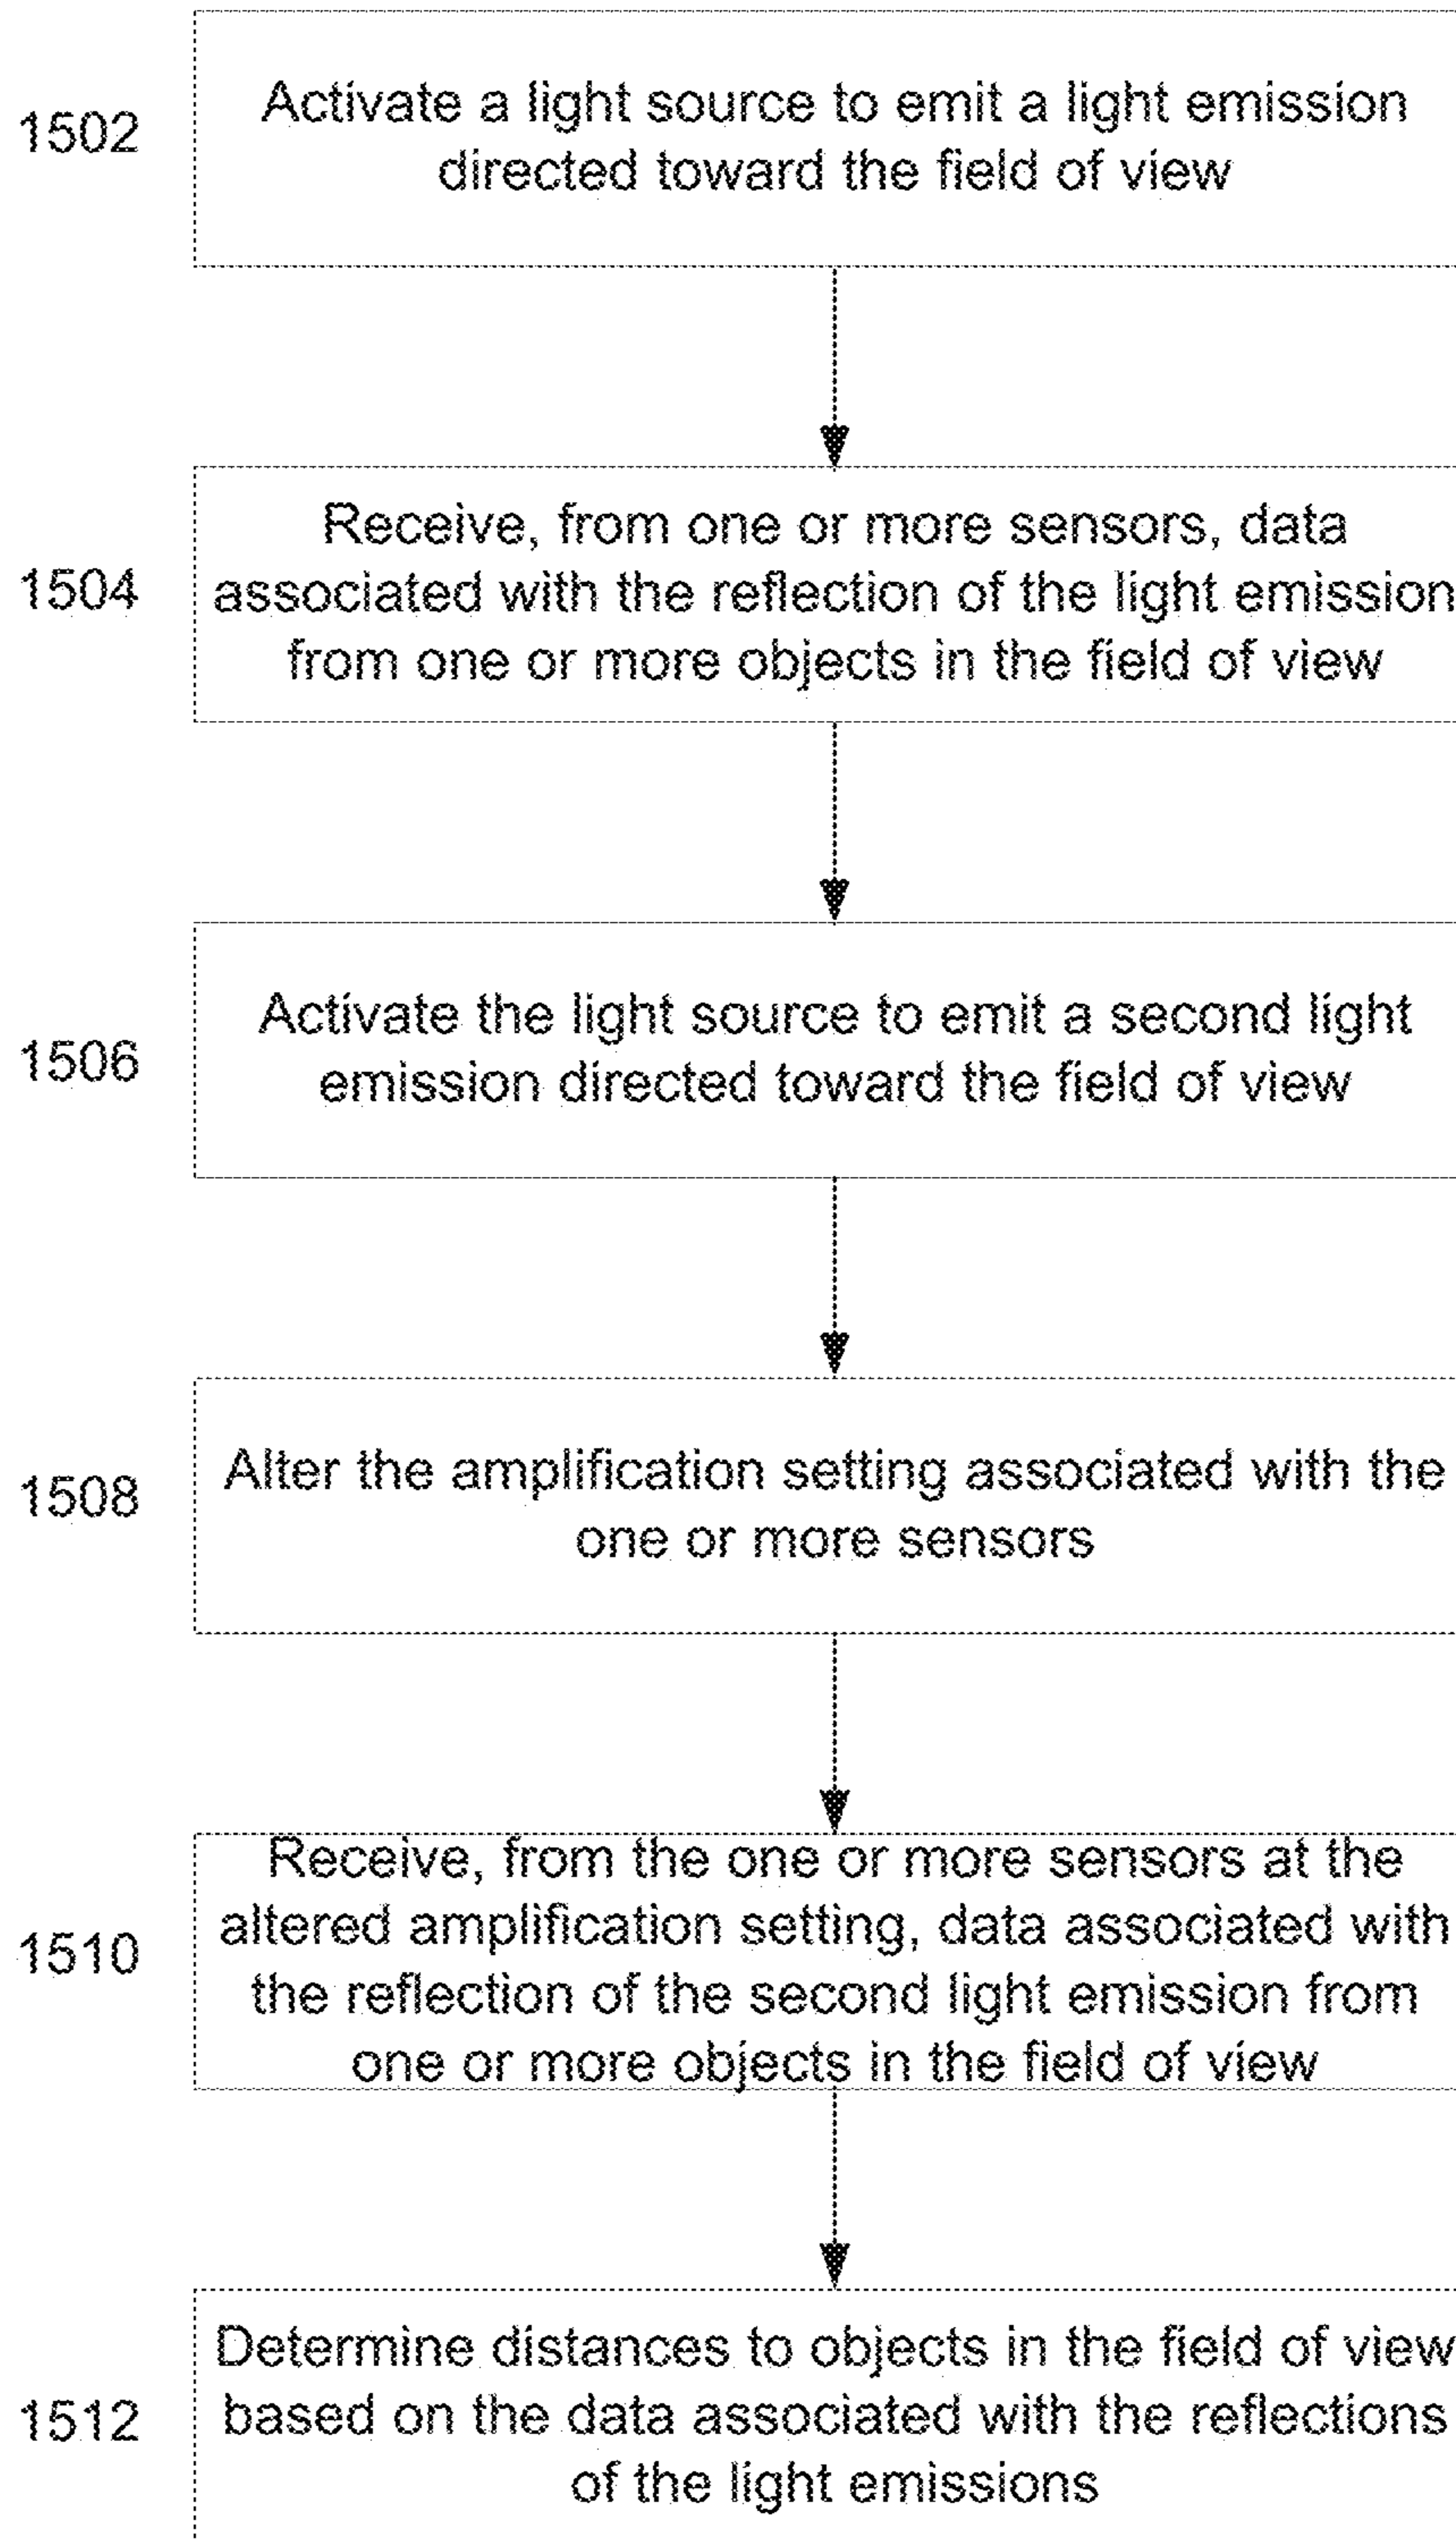 1502
Activate a light source to emit a light emission
directed toward the field of view
1504
Receive, from one or more sensors, data
associated with the reflection of the light emission
from one or more objects in the field of view
1506
Activate the light source to emit a second light
emission directed toward the field of view
1508
Alter the amplification setting associated with the
one or more sensors
1510
Receive, from the one or more sensors at the
altered amplification setting, data associated with
the reflection of the second light emission from
one or more objects in the field of view
1512
Determine distances to objects in the field of view
based on the data associated with the reflections
of the light emissions